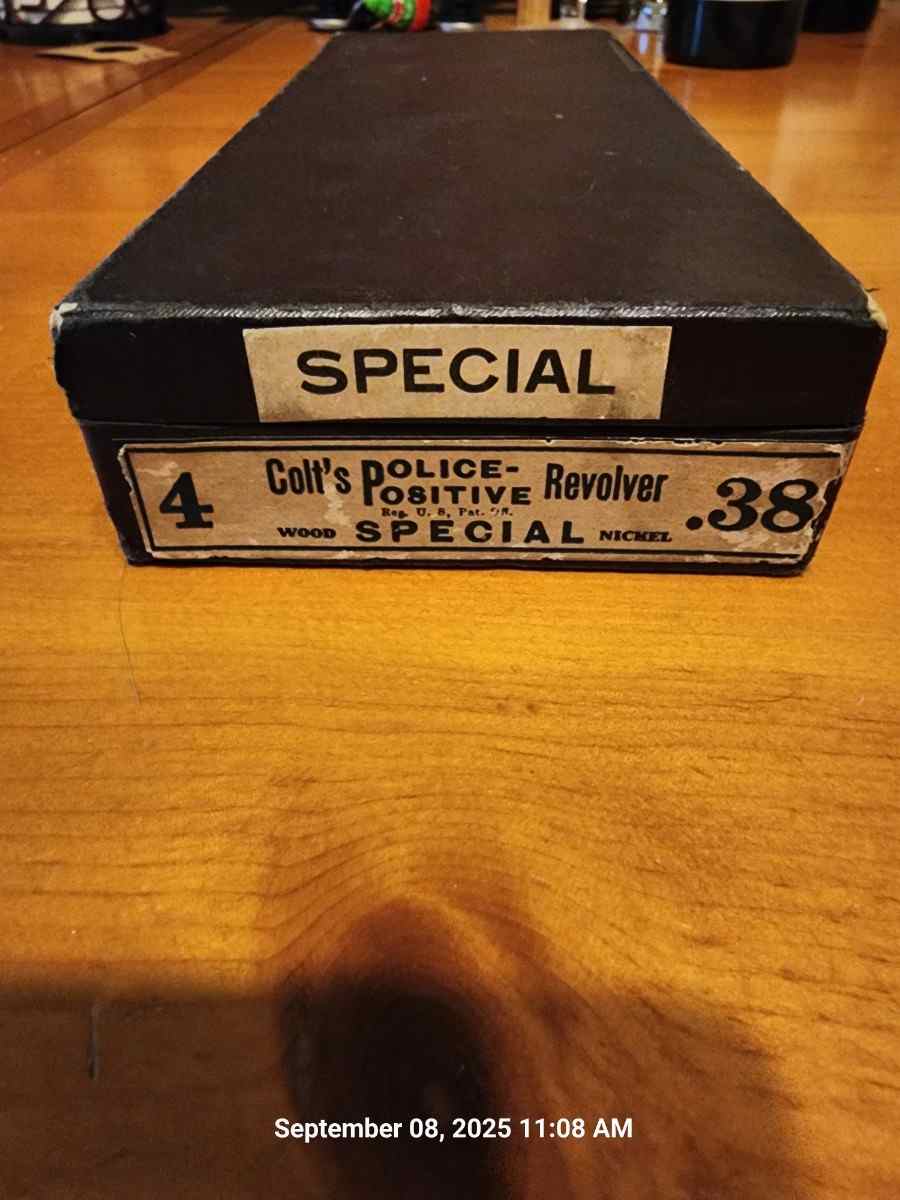 SPECIAL
4 Colt's POLICE-POSITIVE Revolver .38
Reg. U. S. Pat. Off.
WOOD SPECIAL NICKEL
September 08, 2025 11:08 AM